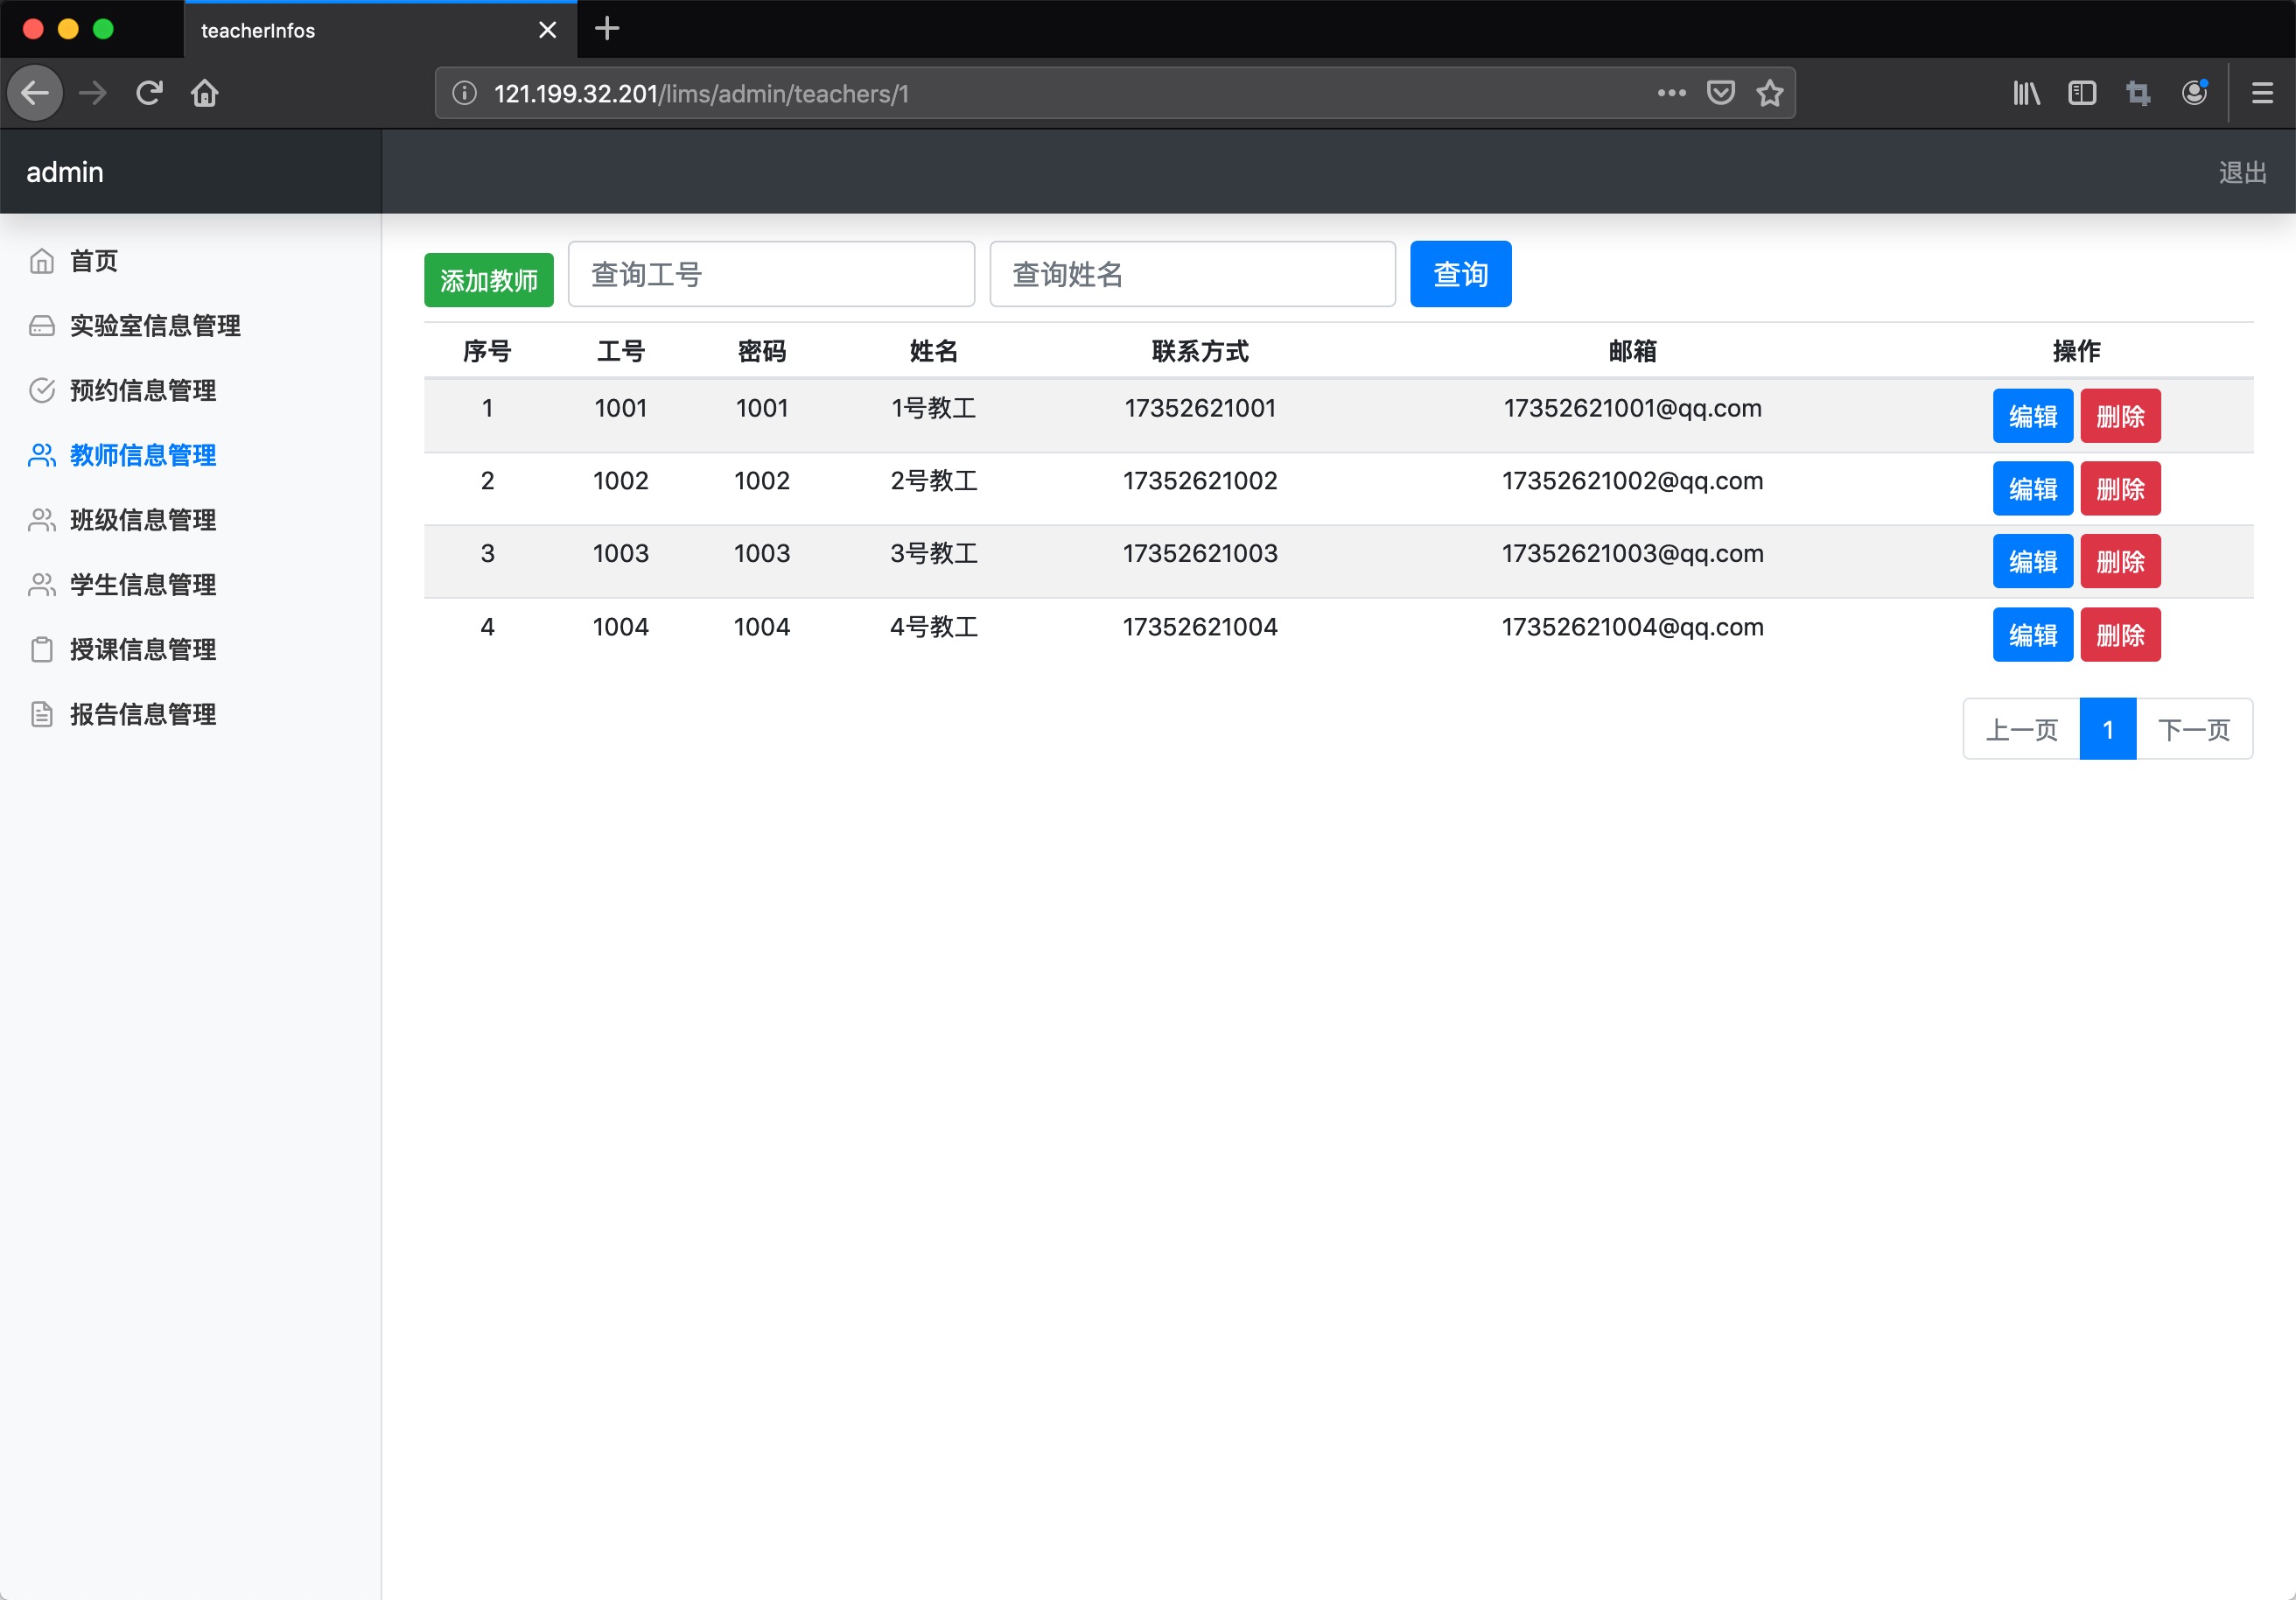 teacherInfos
121.199.32.201/lims/admin/teachers/1
admin
退出
首页
实验室信息管理
预约信息管理
教师信息管理
班级信息管理
学生信息管理
授课信息管理
报告信息管理
添加教师 查询工号 查询姓名 查询
序号 工号 密码 姓名 联系方式 邮箱 操作
1 1001 1001 1号教工 17352621001 17352621001@qq.com 编辑 删除
2 1002 1002 2号教工 17352621002 17352621002@qq.com 编辑 删除
3 1003 1003 3号教工 17352621003 17352621003@qq.com 编辑 删除
4 1004 1004 4号教工 17352621004 17352621004@qq.com 编辑 删除
上一页 1 下一页